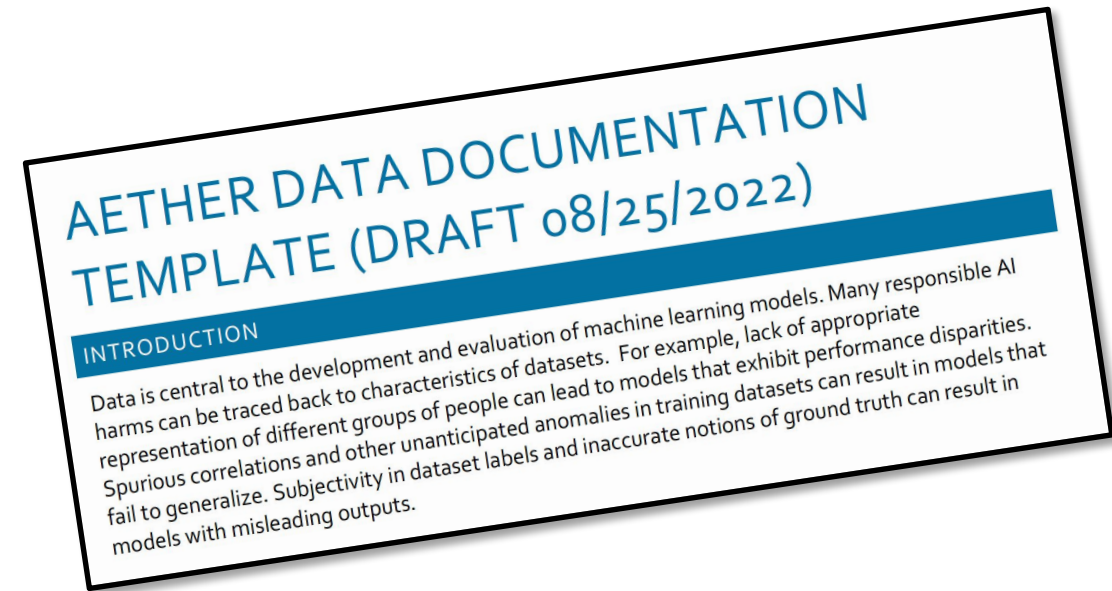 AETHER DATA DOCUMENTATION
TEMPLATE (DRAFT 08/25/2022)
INTRODUCTION
Data is central to the development and evaluation of machine learning models. Many responsible AI
harms can be traced back to characteristics of datasets. For example, lack of appropriate
representation of different groups of people can lead to models that exhibit performance disparities.
Spurious correlations and other unanticipated anomalies in training datasets can result in models that
fail to generalize. Subjectivity in dataset labels and inaccurate notions of ground truth can result in
models with misleading outputs.